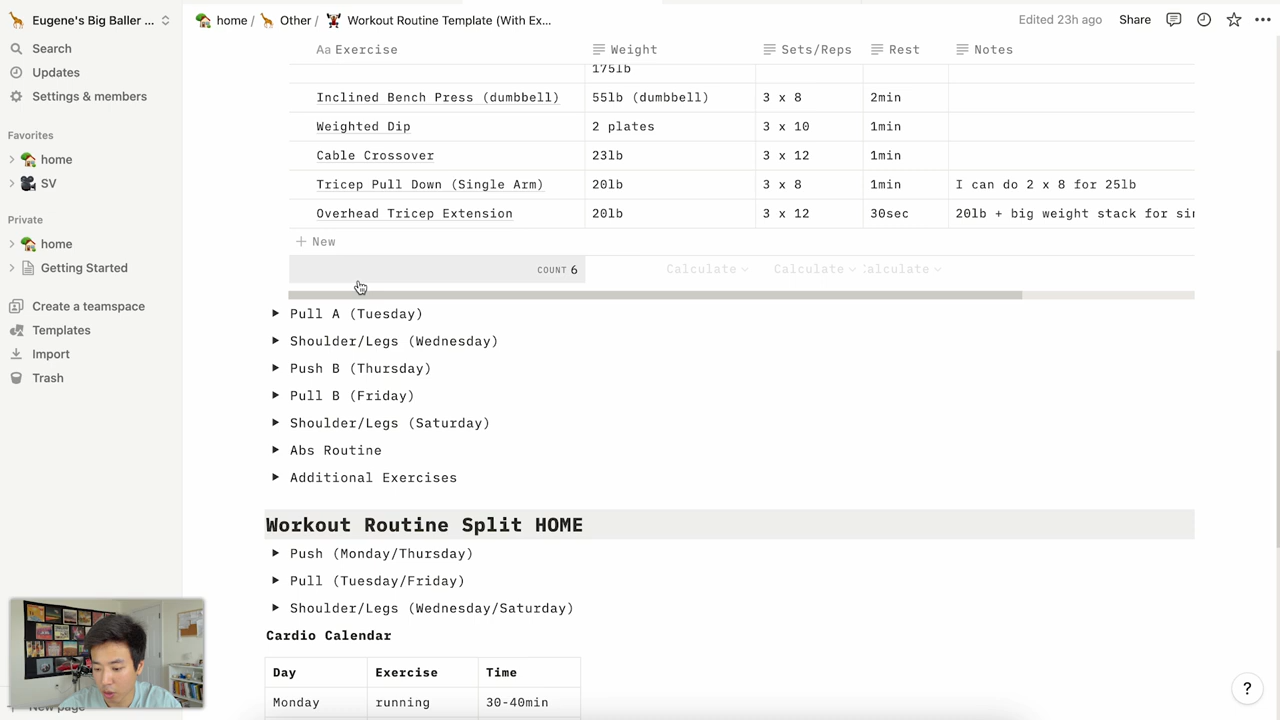 Eugene's Big Baller ...
Search
Updates
Settings & members
Favorites
home
SV
Private
home
Getting Started
Create a teamspace
Templates
Import
Trash
New page
home / Other / Workout Routine Template (With Ex...
Edited 23h ago Share
Aa Exercise Weight Sets/Reps Rest Notes
175lb
Inclined Bench Press (dumbbell) 55lb (dumbbell) 3 x 8 2min
Weighted Dip 2 plates 3 x 10 1min
Cable Crossover 23lb 3 x 12 1min
Tricep Pull Down (Single Arm) 20lb 3 x 8 1min I can do 2 x 8 for 25lb
Overhead Tricep Extension 20lb 3 x 12 30sec 20lb + big weight stack for sin
+ New
COUNT 6 Calculate Calculate alculate
Pull A (Tuesday)
Shoulder/Legs (Wednesday)
Push B (Thursday)
Pull B (Friday)
Shoulder/Legs (Saturday)
Abs Routine
Additional Exercises
Workout Routine Split HOME
Push (Monday/Thursday)
Pull (Tuesday/Friday)
Shoulder/Legs (Wednesday/Saturday)
Cardio Calendar
Day Exercise Time
Monday running 30-40min
?